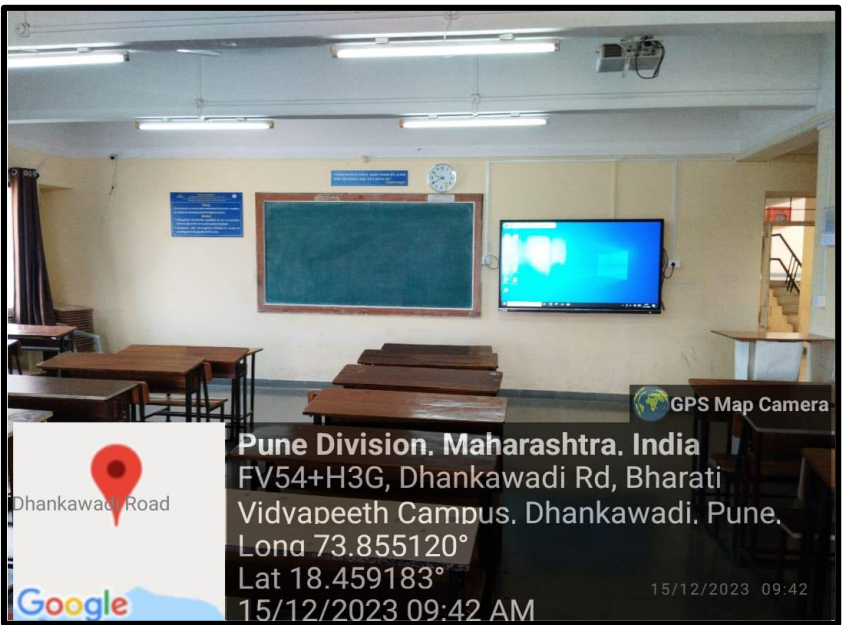 GPS Map Camera
Dhankawadi Road
Google
Pune Division, Maharashtra, India
FV54+H3G, Dhankawadi Rd, Bharati
Vidyapeeth Campus, Dhankawadi, Pune,
Long 73.855120°
Lat 18.459183°
15/12/2023 09:42 AM
15/12/2023 09:42